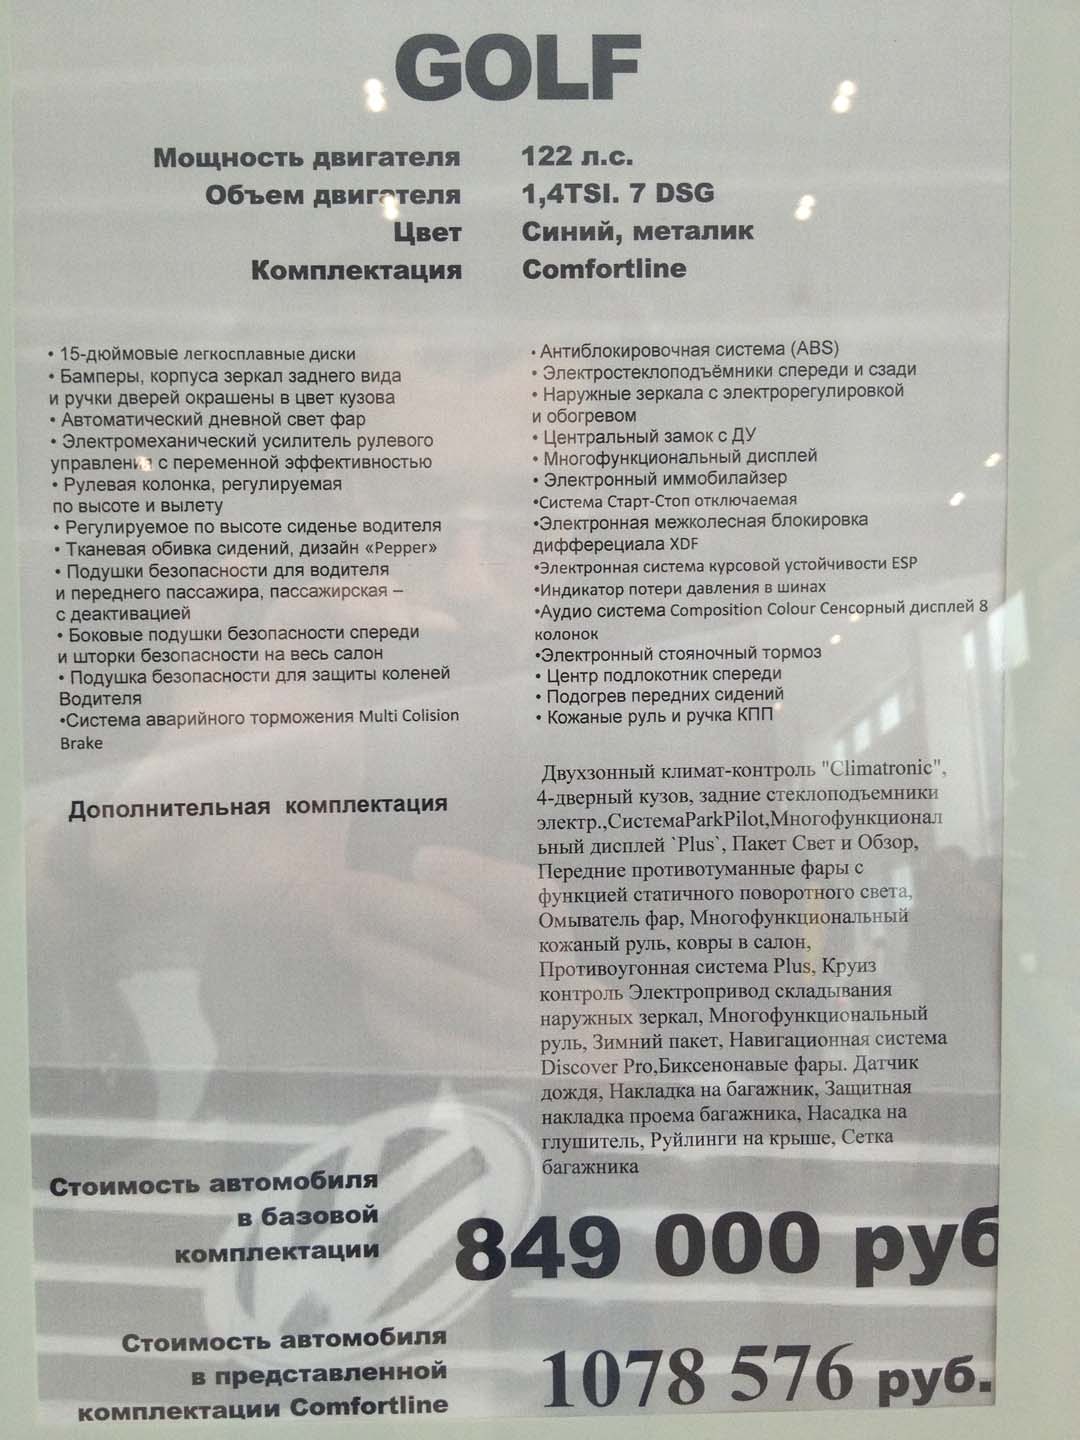 GOLF
Мощность двигателя 122 л.с.
Объем двигателя 1,4TSI. 7 DSG
Цвет Синий, металик
Комплектация Comfortline
• 15-дюймовые легкосплавные диски
• Бамперы, корпуса зеркал заднего вида
и ручки дверей окрашены в цвет кузова
• Автоматический дневной свет фар
• Электромеханический усилитель рулевого
управления с переменной эффективностью
• Рулевая колонка, регулируемая
по высоте и вылету
• Регулируемое по высоте сиденье водителя
• Тканевая обивка сидений, дизайн «Pepper»
• Подушки безопасности для водителя
и переднего пассажира, пассажирская –
с деактивацией
• Боковые подушки безопасности спереди
и шторки безопасности на весь салон
• Подушка безопасности для защиты коленей
Водителя
•Система аварийного торможения Multi Colision
Brake
• Антиблокировочная система (ABS)
• Электростеклоподъёмники спереди и сзади
• Наружные зеркала с электрорегулировкой
и обогревом
• Центральный замок с ДУ
• Многофункциональный дисплей
• Электронный иммобилайзер
•Система Старт-Стоп отключаемая
•Электронная межколесная блокировка
дифферециала XDF
•Электронная система курсовой устойчивости ESP
•Индикатор потери давления в шинах
•Аудио система Composition Colour Сенсорный дисплей 8
колонок
•Электронный стояночный тормоз
• Центр подлокотник спереди
• Подогрев передних сидений
• Кожаные руль и ручка КПП
Дополнительная комплектация
Двухзонный климат-контроль "Climatronic",
4-дверный кузов, задние стеклоподъемники
электр.,СистемаParkPilot,Многофункционал
ьный дисплей `Plus`, Пакет Свет и Обзор,
Передние противотуманные фары с
функцией статичного поворотного света,
Омыватель фар, Многофункциональный
кожаный руль, ковры в салон,
Противоугонная система Plus, Круиз
контроль Электропривод складывания
наружных зеркал, Многофункциональный
руль, Зимний пакет, Навигационная система
Discover Pro,Биксенонавые фары. Датчик
дождя, Накладка на багажник, Защитная
накладка проема багажника, Насадка на
глушитель, Руйлинги на крыше, Сетка
багажника
Стоимость автомобиля
в базовой
комплектации
849 000 руб
Стоимость автомобиля
в представленной
комплектации Comfortline
1078 576 руб.